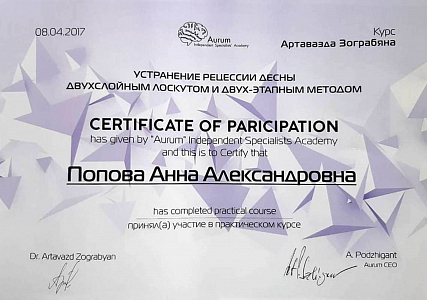 08.04.2017
Aurum
Independent Specialists' Academy
Курс
Артавазда Зограбяна
УСТРАНЕНИЕ РЕЦЕССИИ ДЕСНЫ
ДВУХСЛОЙНЫМ ЛОСКУТОМ И ДВУХ-ЭТАПНЫМ МЕТОДОМ
CERTIFICATE OF PARICIPATION
has given by "Aurum" Independent Specialists Academy
and this is to Certify that
Попова Анна Александровна
has completed practical course
принял(а) участие в практическом курсе
Dr. Artavazd Zograbyan
A. Podzhigant
Aurum CEO